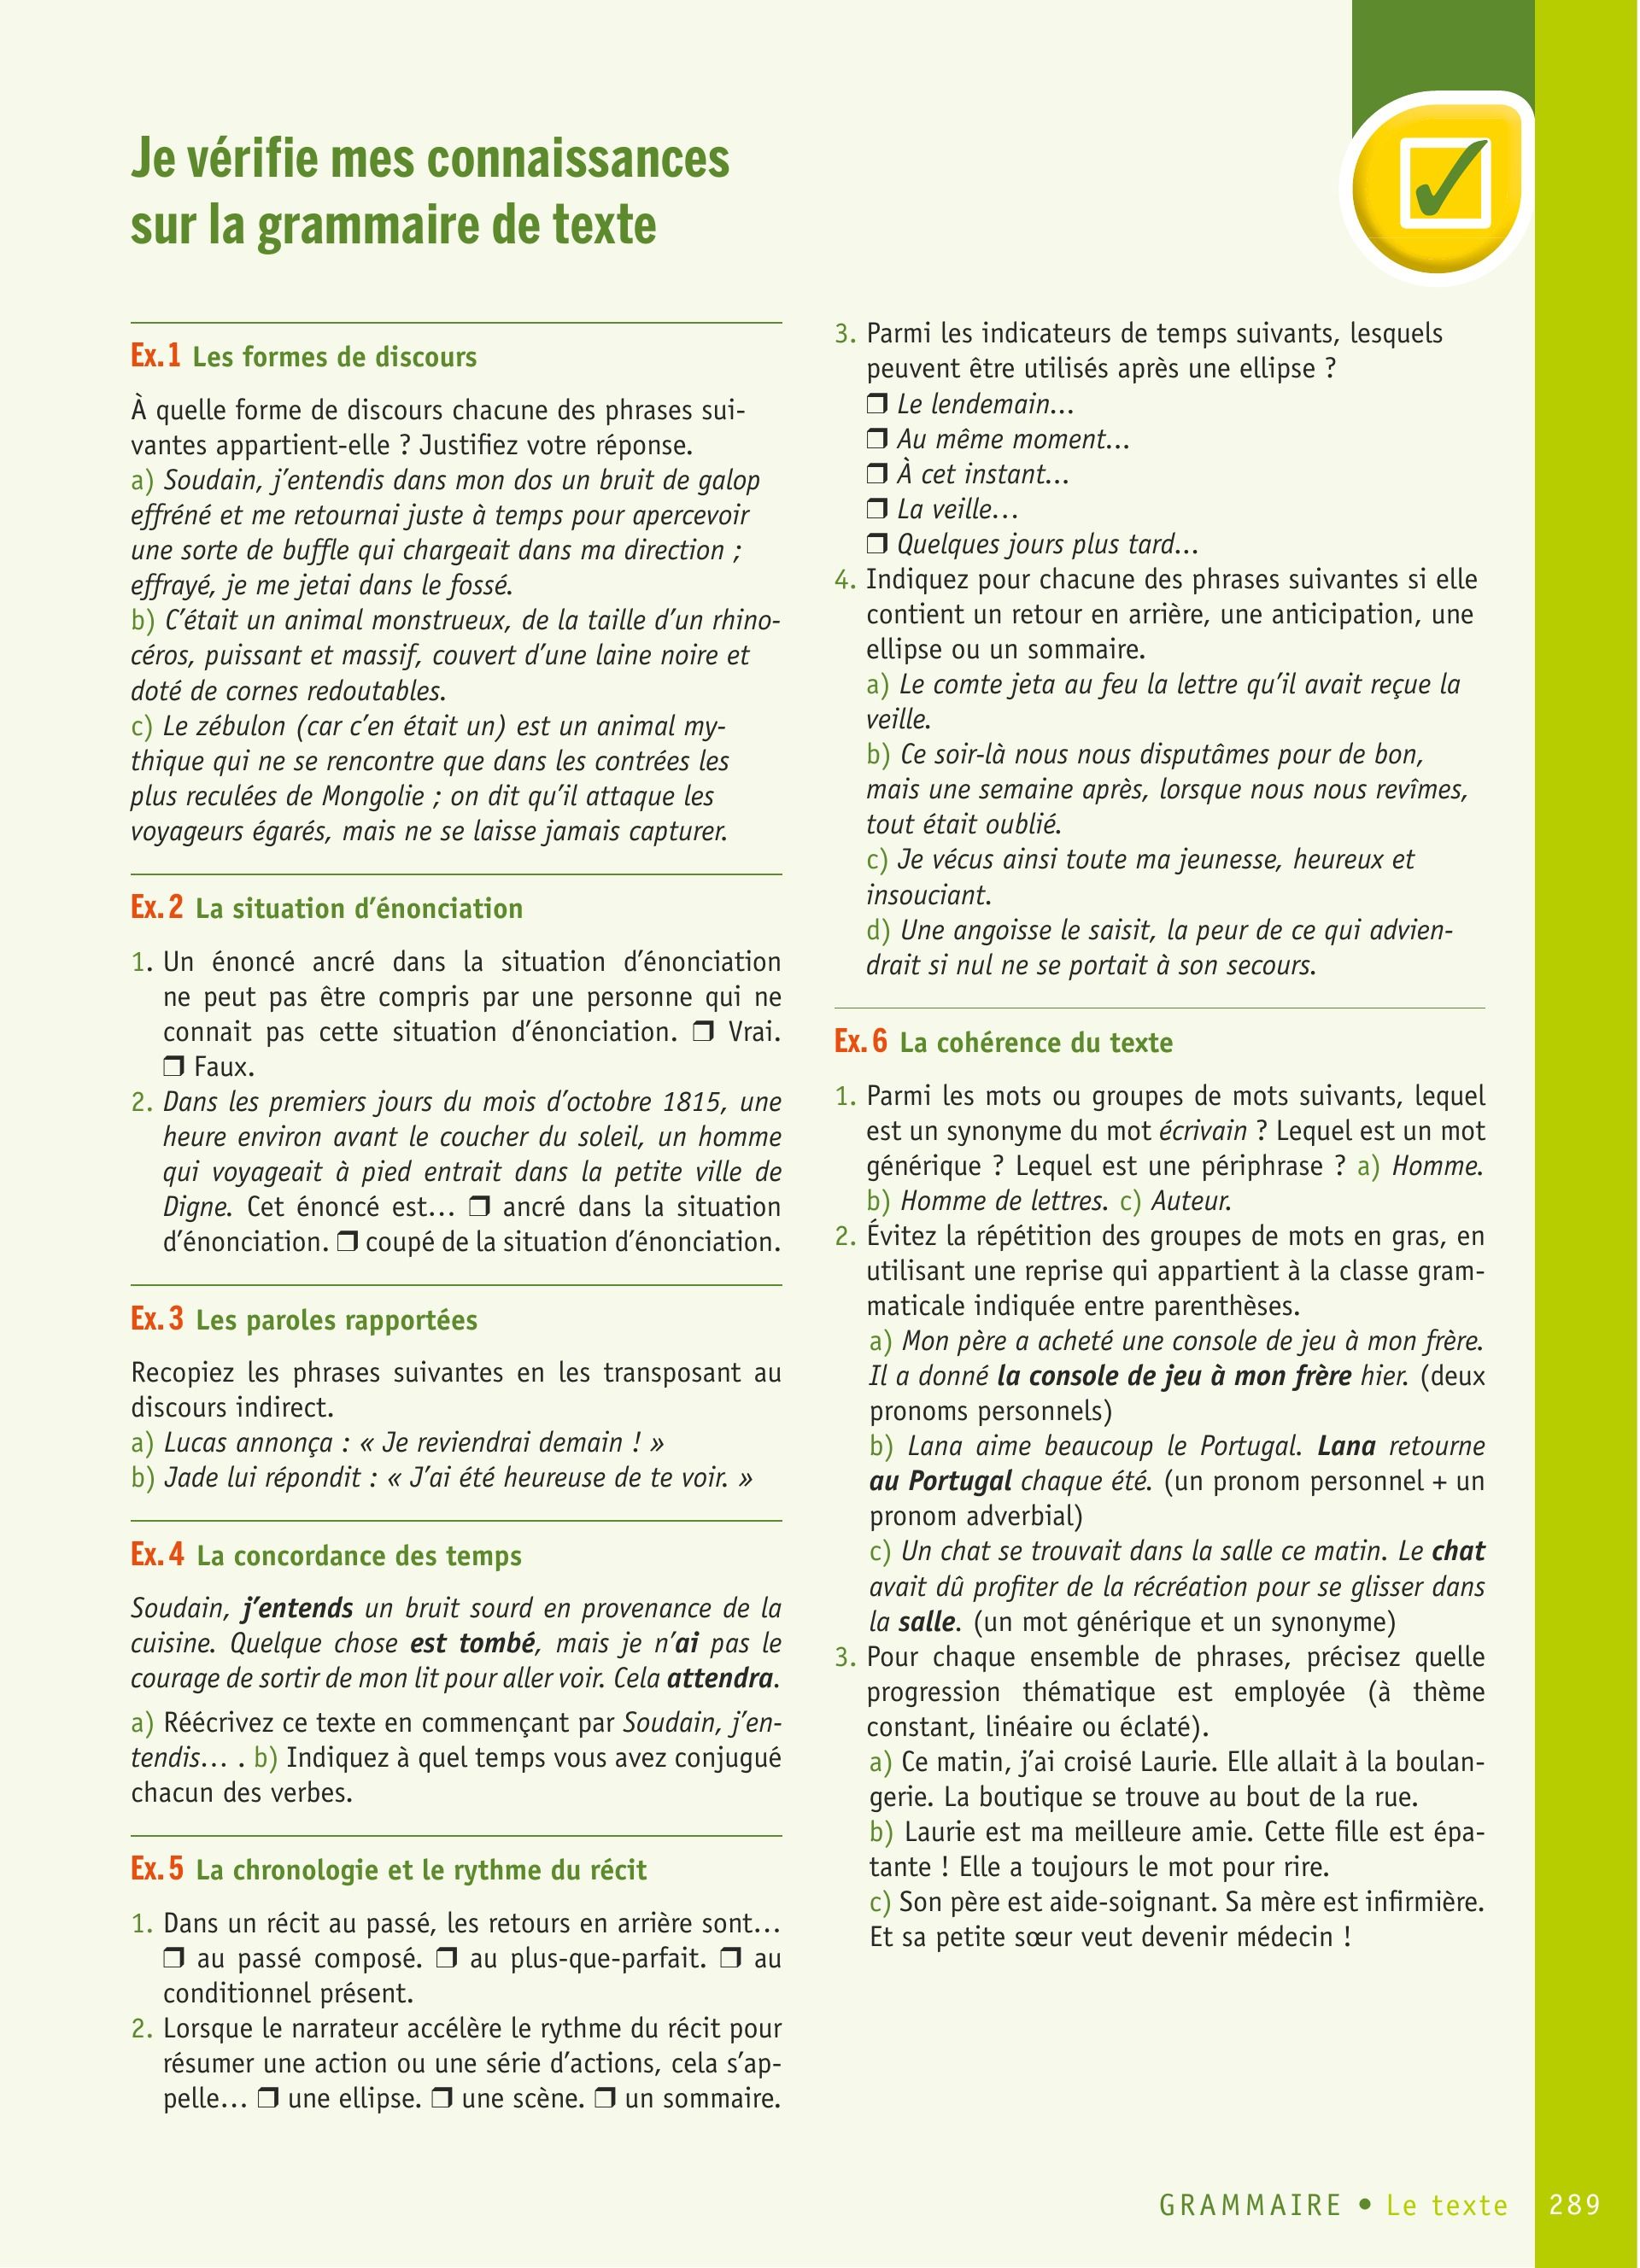 Je vérifie mes connaissances
sur la grammaire de texte
Ex.1 Les formes de discours
À quelle forme de discours chacune des phrases sui-
vantes appartient-elle ? Justifiez votre réponse.
a) Soudain, j’entendis dans mon dos un bruit de galop
effréné et me retournai juste à temps pour apercevoir
une sorte de buffle qui chargeait dans ma direction ;
effrayé, je me jetai dans le fossé.
b) C’était un animal monstrueux, de la taille d’un rhino-
céros, puissant et massif, couvert d’une laine noire et
doté de cornes redoutables.
c) Le zébulon (car c’en était un) est un animal my-
thique qui ne se rencontre que dans les contrées les
plus reculées de Mongolie ; on dit qu’il attaque les
voyageurs égarés, mais ne se laisse jamais capturer.
Ex.2 La situation d’énonciation
1. Un énoncé ancré dans la situation d’énonciation
ne peut pas être compris par une personne qui ne
connait pas cette situation d’énonciation. ❒ Vrai.
❒ Faux.
2. Dans les premiers jours du mois d’octobre 1815, une
heure environ avant le coucher du soleil, un homme
qui voyageait à pied entrait dans la petite ville de
Digne. Cet énoncé est… ❒ ancré dans la situation
d’énonciation. ❒ coupé de la situation d’énonciation.
Ex.3 Les paroles rapportées
Recopiez les phrases suivantes en les transposant au
discours indirect.
a) Lucas annonça : « Je reviendrai demain ! »
b) Jade lui répondit : « J’ai été heureuse de te voir. »
Ex.4 La concordance des temps
Soudain, j’entends un bruit sourd en provenance de la
cuisine. Quelque chose est tombé, mais je n’ai pas le
courage de sortir de mon lit pour aller voir. Cela attendra.
a) Réécrivez ce texte en commençant par Soudain, j’en-
tendis… . b) Indiquez à quel temps vous avez conjugué
chacun des verbes.
Ex.5 La chronologie et le rythme du récit
1. Dans un récit au passé, les retours en arrière sont…
❒ au passé composé. ❒ au plus-que-parfait. ❒ au
conditionnel présent.
2. Lorsque le narrateur accélère le rythme du récit pour
résumer une action ou une série d’actions, cela s’ap-
pelle… ❒ une ellipse. ❒ une scène. ❒ un sommaire.
3. Parmi les indicateurs de temps suivants, lesquels
peuvent être utilisés après une ellipse ?
❒ Le lendemain…
❒ Au même moment…
❒ À cet instant…
❒ La veille…
❒ Quelques jours plus tard…
4. Indiquez pour chacune des phrases suivantes si elle
contient un retour en arrière, une anticipation, une
ellipse ou un sommaire.
a) Le comte jeta au feu la lettre qu’il avait reçue la
veille.
b) Ce soir-là nous nous disputâmes pour de bon,
mais une semaine après, lorsque nous nous revîmes,
tout était oublié.
c) Je vécus ainsi toute ma jeunesse, heureux et
insouciant.
d) Une angoisse le saisit, la peur de ce qui advien-
drait si nul ne se portait à son secours.
Ex.6 La cohérence du texte
1. Parmi les mots ou groupes de mots suivants, lequel
est un synonyme du mot écrivain ? Lequel est un mot
générique ? Lequel est une périphrase ? a) Homme.
b) Homme de lettres. c) Auteur.
2. Évitez la répétition des groupes de mots en gras, en
utilisant une reprise qui appartient à la classe gram-
maticale indiquée entre parenthèses.
a) Mon père a acheté une console de jeu à mon frère.
Il a donné la console de jeu à mon frère hier. (deux
pronoms personnels)
b) Lana aime beaucoup le Portugal. Lana retourne
au Portugal chaque été. (un pronom personnel + un
pronom adverbial)
c) Un chat se trouvait dans la salle ce matin. Le chat
avait dû profiter de la récréation pour se glisser dans
la salle. (un mot générique et un synonyme)
3. Pour chaque ensemble de phrases, précisez quelle
progression thématique est employée (à thème
constant, linéaire ou éclaté).
a) Ce matin, j’ai croisé Laurie. Elle allait à la boulan-
gerie. La boutique se trouve au bout de la rue.
b) Laurie est ma meilleure amie. Cette fille est épa-
tante ! Elle a toujours le mot pour rire.
c) Son père est aide-soignant. Sa mère est infirmière.
Et sa petite sœur veut devenir médecin !
GRAMMAIRE • Le texte 289